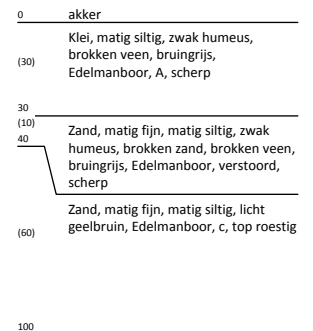 0 akker
Klei, matig siltig, zwak humeus,
brokken veen, bruingrijs,
(30)
Edelmanboor, A, scherp
30
(10)
Zand, matig fijn, matig siltig, zwak
40
humeus, brokken zand, brokken veen,
bruingrijs, Edelmanboor, verstoord,
scherp
Zand, matig fijn, matig siltig, licht
geelbruin, Edelmanboor, c, top roestig
(60)
100